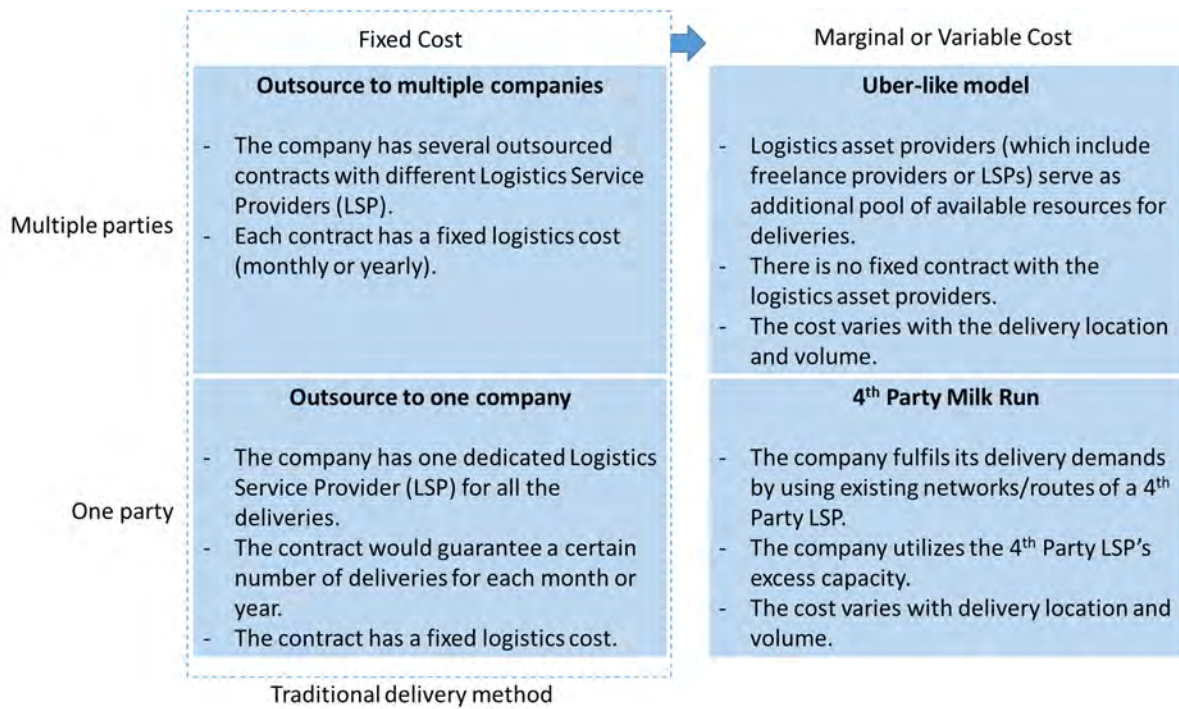 Fixed Cost
Marginal or Variable Cost
Multiple parties
Outsource to multiple companies
- The company has several outsourced
contracts with different Logistics Service
Providers (LSP).
- Each contract has a fixed logistics cost
(monthly or yearly).
Uber-like model
- Logistics asset providers (which include
freelance providers or LSPs) serve as
additional pool of available resources for
deliveries.
- There is no fixed contract with the
logistics asset providers.
- The cost varies with the delivery location
and volume.
One party
Outsource to one company
- The company has one dedicated Logistics
Service Provider (LSP) for all the
deliveries.
- The contract would guarantee a certain
number of deliveries for each month or
year.
- The contract has a fixed logistics cost.
4th Party Milk Run
- The company fulfils its delivery demands
by using existing networks/routes of a 4th
Party LSP.
- The company utilizes the 4th Party LSP's
excess capacity.
- The cost varies with delivery location and
volume.
Traditional delivery method